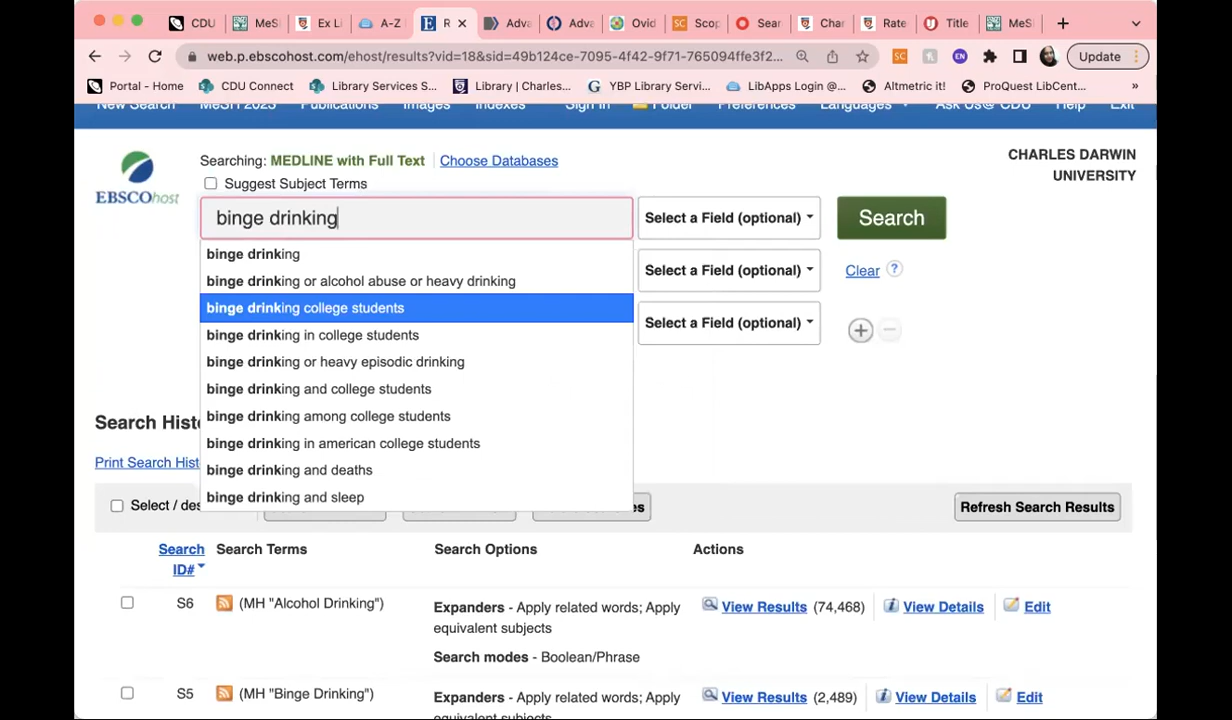 CDU
MeSH
Ex Li
A-Z
R
Adva
Adva
Ovid
Scop
Sear
Char
Rate
Title
MeS
web.p.ebscohost.com/ehost/results?vid=18&sid=49b124ce-7095-4f42-9f71-765094ffe3f2...
Update
Portal - Home
CDU Connect
Library Services S...
Library | Charles...
YBP Library Servi...
LibApps Login @...
Altmetric it!
ProQuest LibCent...
»
New Search
MeSH 2023
Publications
Images
Indexes
Sign In
Folder
Preferences
Languages
Ask Us@ CDU
Help
Exit
EBSCOhost
Searching: MEDLINE with Full Text
Choose Databases
CHARLES DARWIN
UNIVERSITY
Suggest Subject Terms
binge drinking
Select a Field (optional)
Search
binge drinking
binge drinking or alcohol abuse or heavy drinking
Select a Field (optional)
Clear
?
binge drinking college students
binge drinking in college students
Select a Field (optional)
binge drinking or heavy episodic drinking
binge drinking and college students
binge drinking among college students
binge drinking in american college students
binge drinking and deaths
binge drinking and sleep
Search Histo
Print Search Hist
Select / des
es
Refresh Search Results
Search
ID#
Search Terms
Search Options
Actions
S6
(MH "Alcohol Drinking")
Expanders - Apply related words; Apply
equivalent subjects
Search modes - Boolean/Phrase
View Results (74,468)
View Details
Edit
S5
(MH "Binge Drinking")
Expanders - Apply related words; Apply
equivalent subjects
View Results (2,489)
View Details
Edit